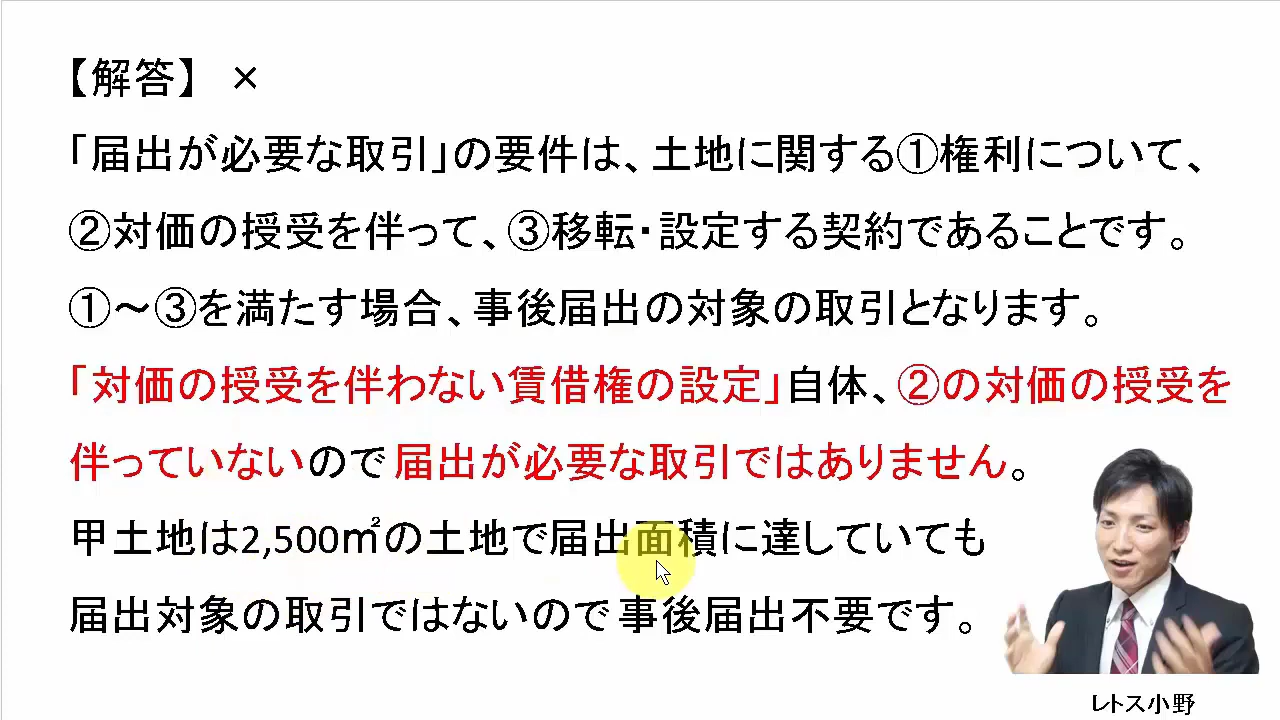 【解答】 ×
「届出が必要な取引」の要件は、土地に関する①権利について、
②対価の授受を伴って、③移転・設定する契約であることです。
①～③を満たす場合、事後届出の対象の取引となります。
「対価の授受を伴わない賃借権の設定」自体、②の対価の授受を
伴っていないので届出が必要な取引ではありません。
甲土地は2,500㎡の土地で届出面積に達していても
届出対象の取引ではないので事後届出不要です。
レトス小野